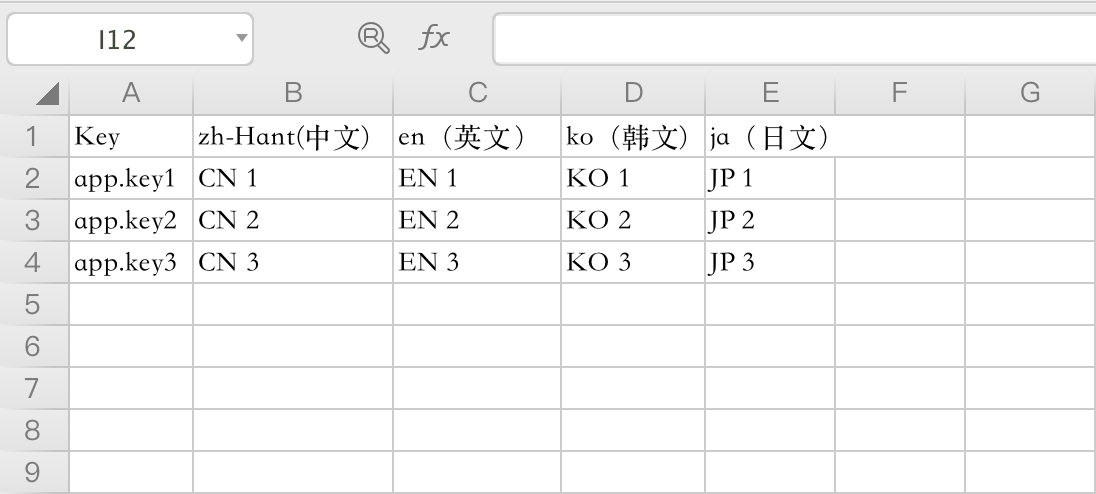 I12 fx
A B C D E F G
1 Key zh-Hant(中文) en（英文） ko（韩文) ja（日文）
2 app.key1 CN 1 EN 1 KO 1 JP 1
3 app.key2 CN 2 EN 2 KO 2 JP 2
4 app.key3 CN 3 EN 3 KO 3 JP 3
5
6
7
8
9